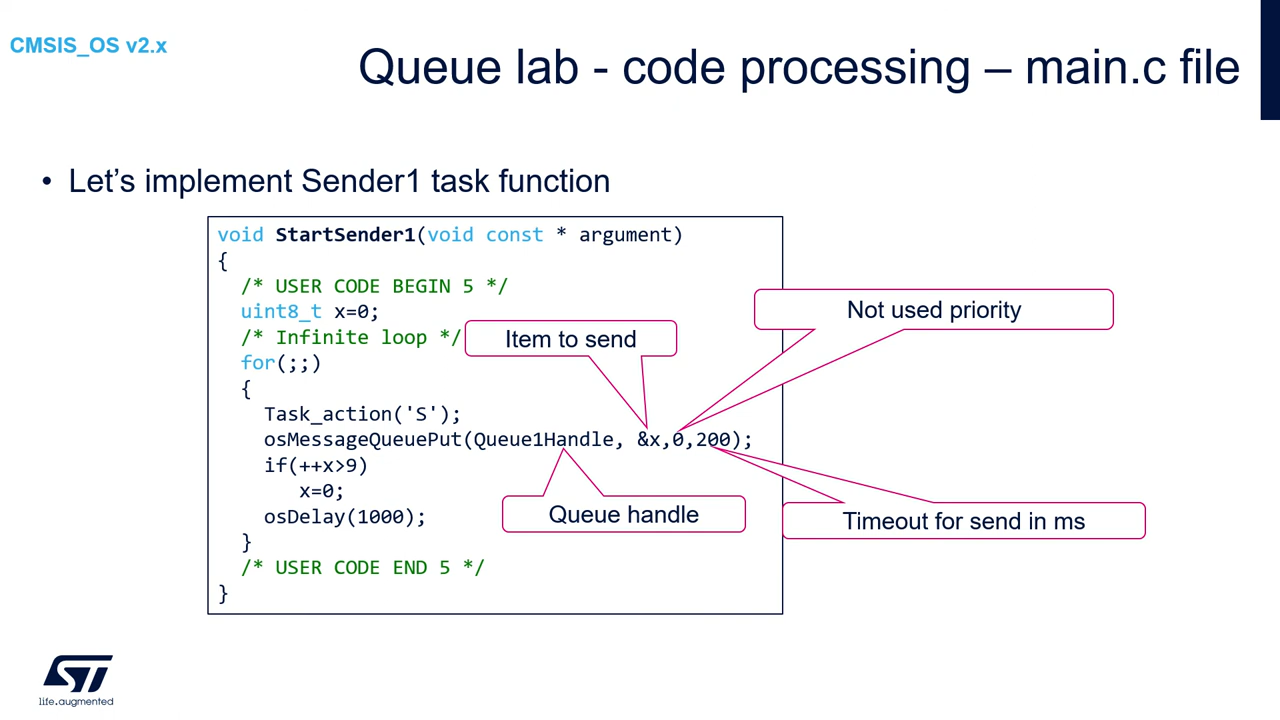 CMSIS_OS v2.x
Queue lab - code processing – main.c file
• Let's implement Sender1 task function
void StartSender1(void const * argument)
{
/* USER CODE BEGIN 5 */
uint8_t x=0;
/* Infinite loop */
for(;;)
{
Task_action('S');
osMessageQueuePut(Queue1Handle, &x,0,200);
if(++x>9)
x=0;
osDelay(1000);
}
/* USER CODE END 5 */
}
Item to send
Not used priority
Queue handle
Timeout for send in ms
ST
life.augmented